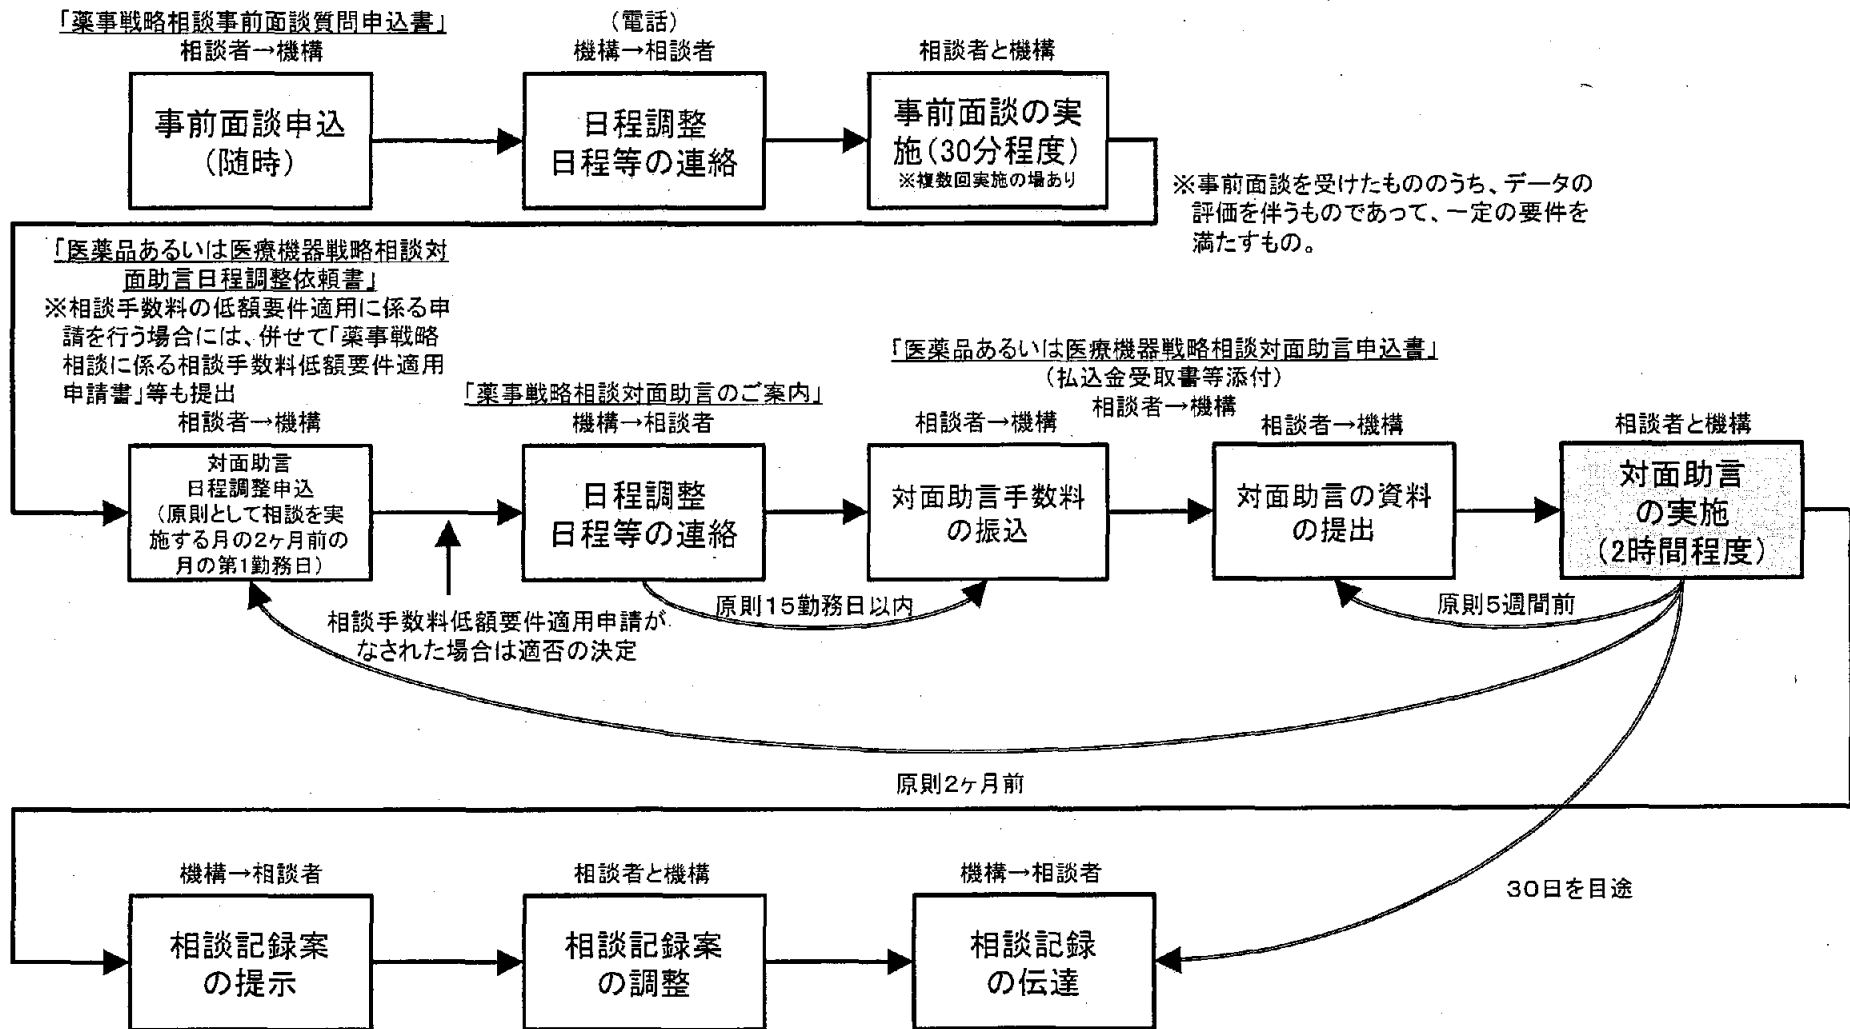 「薬事戦略相談事前面談質問申込書」
相談者→機構
（電話）
機構→相談者
相談者と機構
事前面談申込
（随時）
日程調整
日程等の連絡
事前面談の実
施（30分程度）
※複数回実施の場あり
※事前面談を受けたもののうち、データの
評価を伴うものであって、一定の要件を
満たすもの。
「医薬品あるいは医療機器戦略相談対
面助言日程調整依頼書」
※相談手数料の低額要件適用に係る申
請を行う場合には、併せて「薬事戦略
相談に係る相談手数料低額要件適用
申請書」等も提出
相談者→機構
「薬事戦略相談対面助言のご案内」
機構→相談者
「医薬品あるいは医療機器戦略相談対面助言申込書」
（払込金受取書等添付）
相談者→機構
相談者→機構
相談者→機構
相談者と機構
対面助言
日程調整申込
（原則として相談を実
施する月の2ヶ月前の
月の第1勤務日）
日程調整
日程等の連絡
対面助言手数料
の振込
対面助言の資料
の提出
対面助言
の実施
（2時間程度）
相談手数料低額要件適用申請が
なされた場合は適否の決定
原則15勤務日以内
原則5週間前
原則2ヶ月前
30日を目途
機構→相談者
相談者と機構
機構→相談者
相談記録案
の提示
相談記録案
の調整
相談記録
の伝達